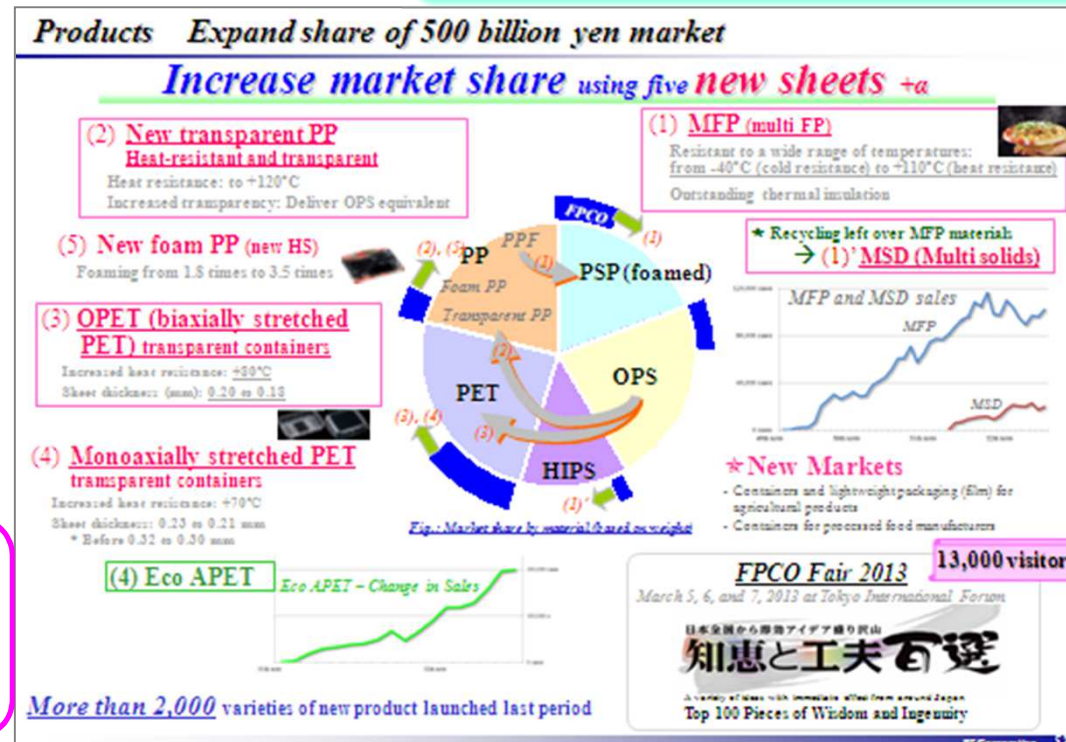 Products Expand share of 500 billion yen market
Increase market share using five new sheets +α
(2) New transparent PP
Heat-resistant and transparent
Heat resistance: to +120°C
Increased transparency: Deliver OPS equivalent
(1) MFP (multi FP)
Resistant to a wide range of temperatures:
from -40°C (cold resistance) to +110°C (heat resistance)
Outstanding thermal insulation
(5) New foam PP (new HS)
Foaming from 1.8 times to 3.5 times
★ Recycling left over MFP materials
→ (1)' MSD (Multi solids)
(3) OPET (biaxially stretched
PET) transparent containers
Increased heat resistance: +80°C
Sheet thickness (mm): 0.20 to 0.18
(4) Monoaxially stretched PET
transparent containers
Increased heat resistance: +70°C
Sheet thickness: 0.23 to 0.21 mm
* Before 0.32 to 0.30 mm
FPCO
(1)
(2), (5)
PP
PPF
(1)
Foam PP
Transparent PP
PSP (foamed)
(2)
OPS
PET
(3)
(3), (4)
HIPS
(1)'
Fig.: Market share by material (based on weight)
MFP and MSD sales
MFP
MSD
★New Markets
- Containers and lightweight packaging (film) for
agricultural products
- Containers for processed food manufacturers
(4) Eco APET
Eco APET – Change in Sales
More than 2,000 varieties of new product launched last period
13,000 visitor
FPCO Fair 2013
March 5, 6, and 7, 2013 at Tokyo International Forum
日本全国から即効アイデア盛り沢山
知恵と工夫百選
A variety of ideas with immediate effect from around Japan
Top 100 Pieces of Wisdom and Ingenuity